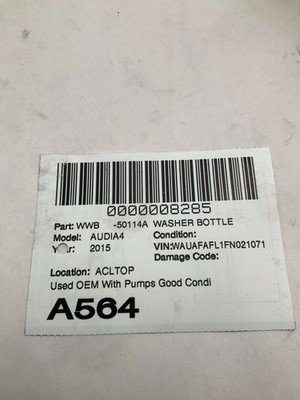 0000008285
Part: WWB -50114A WASHER BOTTLE
Model: AUDIA4 Condition:
Year: 2015 VIN:WAUAFAFL1FN021071
Damage Code:
Location: ACLTOP
Used OEM With Pumps Good Condi
A564